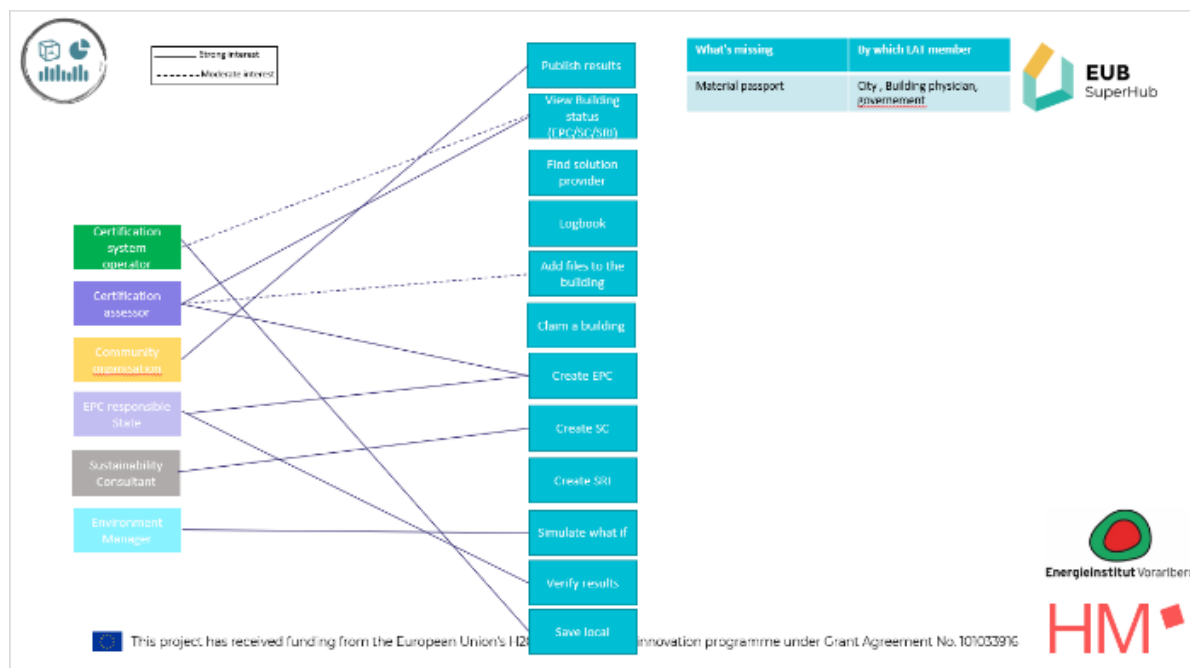 Strong interest
Moderate interest
Publish results
View Building
status
(EPC/SC/SRI)
Find solution
provider
Logbook
Add files to the
building
Claim a building
Create EPC
Create SC
Create SRI
Simulate what if
Verify results
Save local
Certification
system
operator
Certification
assessor
Community
organisation
EPC responsible
State
Sustainability
Consultant
Environment
Manager
What's missing
By which LAT member
Material passport
City , Building physician,
governement
EUB
SuperHub
Energieinstitut Vorarlber
HM
This project has received funding from the European Union's H2 innovation programme under Grant Agreement No. 101033916